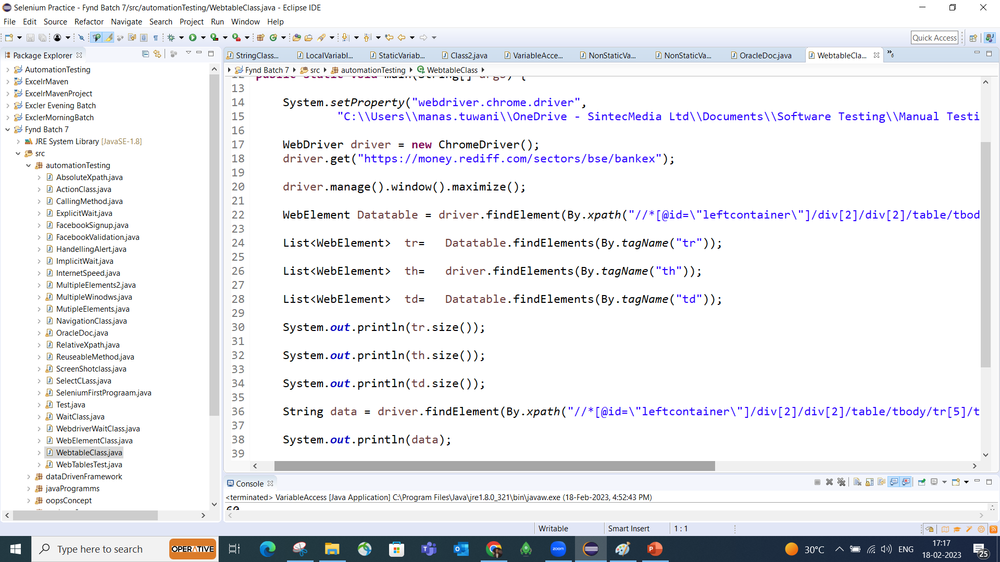 Selenium Practice - Fynd Batch 7/src/automationTesting/WebtableClass.java - Eclipse IDE
File Edit Source Refactor Navigate Search Project Run Window Help
Quick Access
Package Explorer
AutomationTesting
ExcelrMaven
ExcelrMavenProject
Excler Evening Batch
ExclerMorningBatch
Fynd Batch 7
JRE System Library [JavaSE-1.8]
src
automationTesting
AbsoluteXpath.java
ActionClass.java
CallingMethod.java
ExplicitWait.java
FacebookSignup.java
FacebookValidation.java
HandellingAlert.java
ImplicitWait.java
InternetSpeed.java
MultipleElements2.java
MultipleWinodws.java
MutipleElements.java
NavigationClass.java
OracleDoc.java
RelativeXpath.java
ReuseableMethod.java
ScreenShotclass.java
SelectCLass.java
SeleniumFirstPrograam.java
Test.java
WaitClass.java
WebdriverWaitClass.java
WebElementClass.java
WebtableClass.java
WebTablesTest.java
dataDrivenFramework
javaProgramms
oopsConcept
StringClass... LocalVariabl... StaticVariab... Class2.java VariableAcce... NonStaticVa... NonStaticVa... OracleDoc.java WebtableCla... »6
Fynd Batch 7 src automationTesting WebtableClass
12 public static void main(String[] args) {
13
14 System.setProperty("webdriver.chrome.driver",
15 "C:\\Users\\manas.tuwani\\OneDrive - SintecMedia Ltd\\Documents\\Software Testing\\Manual Testi
16
17 WebDriver driver = new ChromeDriver();
18 driver.get("https://money.rediff.com/sectors/bse/bankex");
19
20 driver.manage().window().maximize();
21
22 WebElement Datatable = driver.findElement(By.xpath("//*[@id=\"leftcontainer\"]/div[2]/div[2]/table/tbod
23
24 List<WebElement> tr= Datatable.findElements(By.tagName("tr"));
25
26 List<WebElement> th= driver.findElements(By.tagName("th"));
27
28 List<WebElement> td= Datatable.findElements(By.tagName("td"));
29
30 System.out.println(tr.size());
31
32 System.out.println(th.size());
33
34 System.out.println(td.size());
35
36 String data = driver.findElement(By.xpath("//*[@id=\"leftcontainer\"]/div[2]/div[2]/table/tbody/tr[5]/t
37
38 System.out.println(data);
39
Console
<terminated> VariableAccess [Java Application] C:\Program Files\Java\jre1.8.0_321\bin\javaw.exe (18-Feb-2023, 4:52:43 PM)
60
Writable Smart Insert 1 : 1
Type here to search OPERATIVE zoom 30°C ENG 17:17
18-02-2023 25